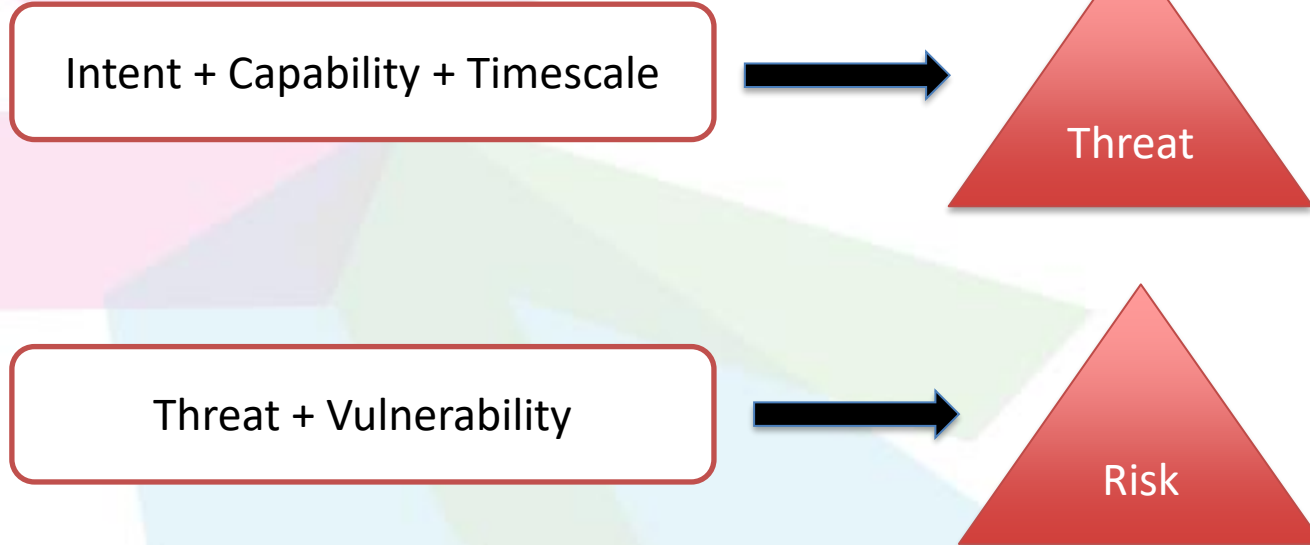 Intent + Capability + Timescale
Threat
Threat + Vulnerability
Risk